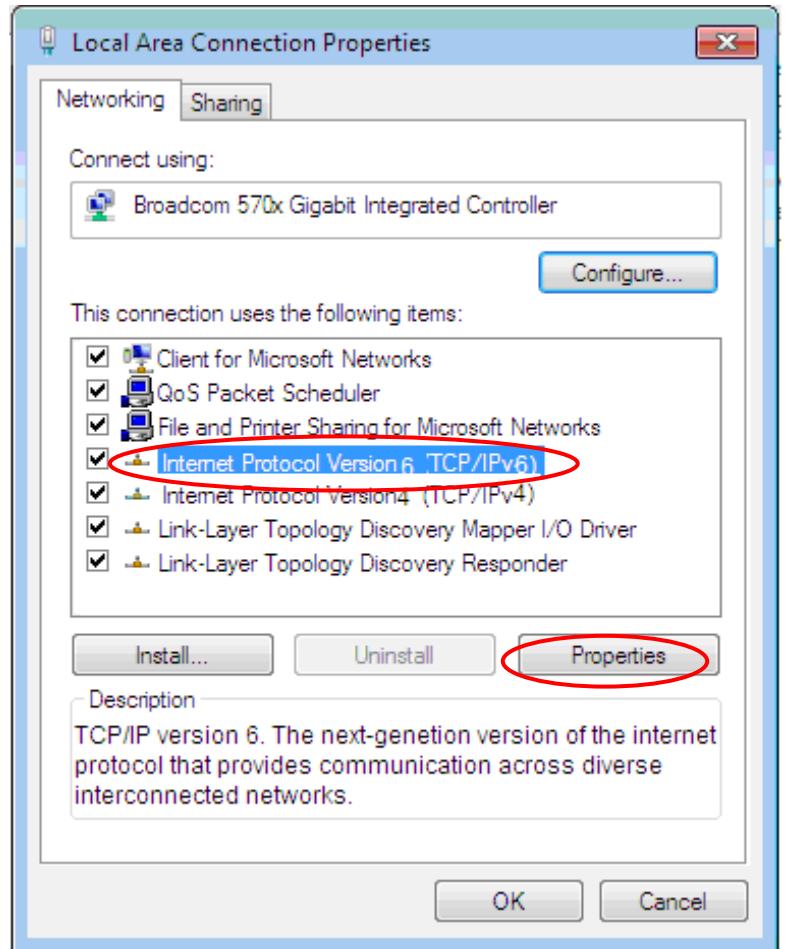 Local Area Connection Properties
Networking Sharing
Connect using:
Broadcom 570x Gigabit Integrated Controller
Configure...
This connection uses the following items:
Client for Microsoft Networks
QoS Packet Scheduler
File and Printer Sharing for Microsoft Networks
Internet Protocol Version 6 (TCP/IPv6)
Internet Protocol Version4 (TCP/IPv4)
Link-Layer Topology Discovery Mapper I/O Driver
Link-Layer Topology Discovery Responder
Install... Uninstall Properties
Description
TCP/IP version 6. The next-genetion version of the internet
protocol that provides communication across diverse
interconnected networks.
OK Cancel